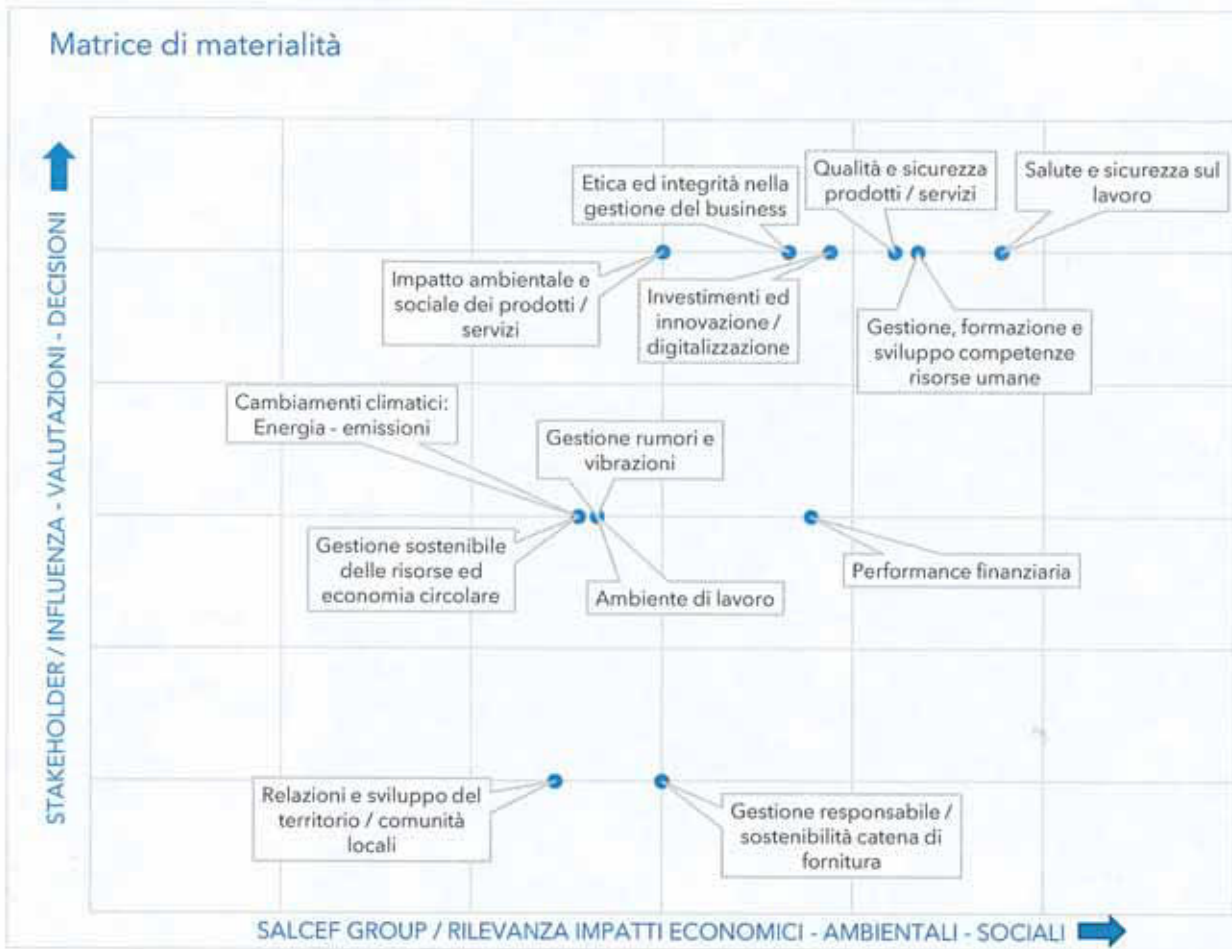 Matrice di materialità
STAKEHOLDER / INFLUENZA - VALUTAZIONI - DECISIONI
Etica ed integrità nella
gestione del business
Qualità e sicurezza
prodotti / servizi
Salute e sicurezza sul
lavoro
Impatto ambientale e
sociale dei prodotti /
servizi
Investimenti ed
innovazione /
digitalizzazione
Gestione, formazione e
sviluppo competenze
risorse umane
Cambiamenti climatici:
Energia - emissioni
Gestione rumori e
vibrazioni
Gestione sostenibile
delle risorse ed
economia circolare
Ambiente di lavoro
Performance finanziaria
Relazioni e sviluppo del
territorio / comunità
locali
Gestione responsabile /
sostenibilità catena di
fornitura
SALCEF GROUP / RILEVANZA IMPATTI ECONOMICI - AMBIENTALI - SOCIALI